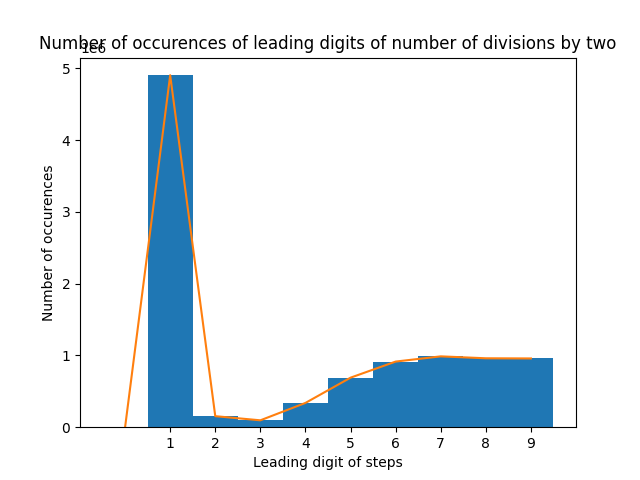 Number of occurences of leading digits of number of divisions by two
1e6
5
4
3
2
1
0
Number of occurences
1 2 3 4 5 6 7 8 9
Leading digit of steps